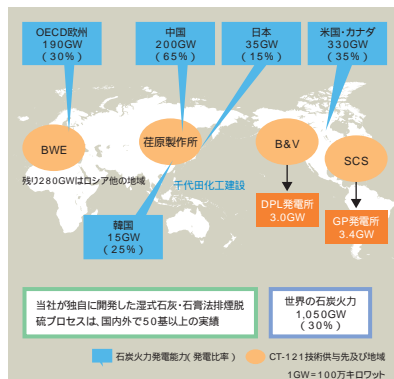 OECD欧州
190GW
(30%)
中国
200GW
(65%)
日本
35GW
(15%)
米国・カナダ
330GW
(35%)
BWE
荏原製作所
B&V
SCS
残り280GWはロシア他の地域
千代田化工建設
DPL発電所
3.0GW
GP発電所
3.4GW
韓国
15GW
(25%)
当社が独自に開発した湿式石灰・石膏法排煙脱
硫プロセスは、国内外で50基以上の実績
世界の石炭火力
1,050GW
(30%)
石炭火力発電能力(発電比率)
CT-121技術供与先及び地域
1GW=100万キロワット